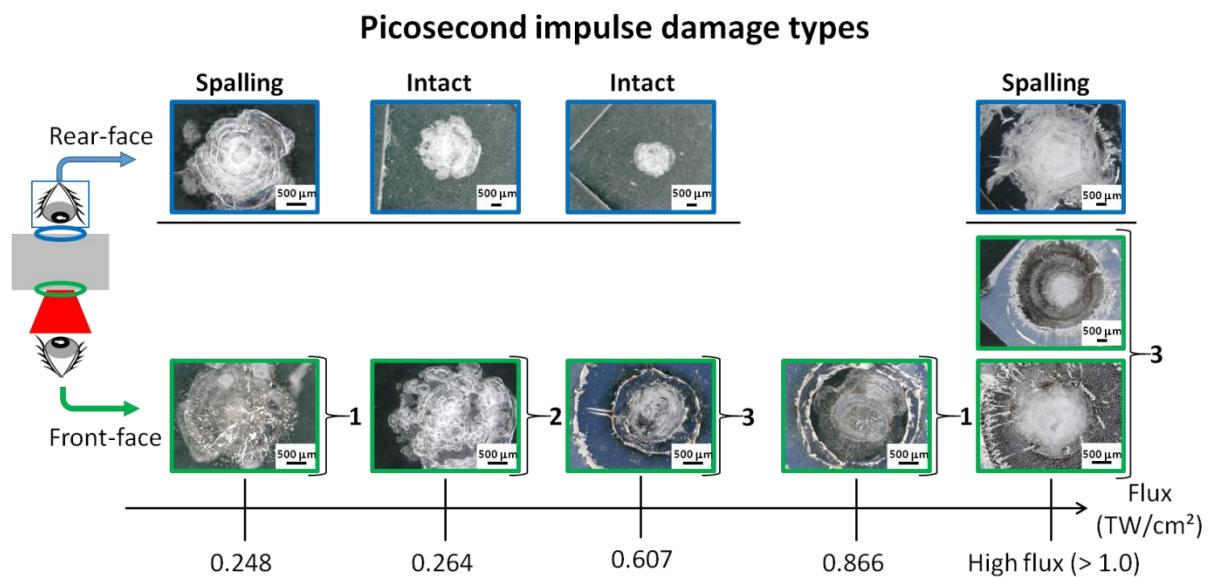 Picosecond impulse damage types
Spalling Intact Intact Spalling
Rear-face
500 µm 500 µm 500 µm 500 µm
500 µm
3
Front-face
1 2 3 1
500 µm 500 µm 500 µm 500 µm 500 µm
Flux
(TW/cm²)
0.248 0.264 0.607 0.866 High flux (> 1.0)